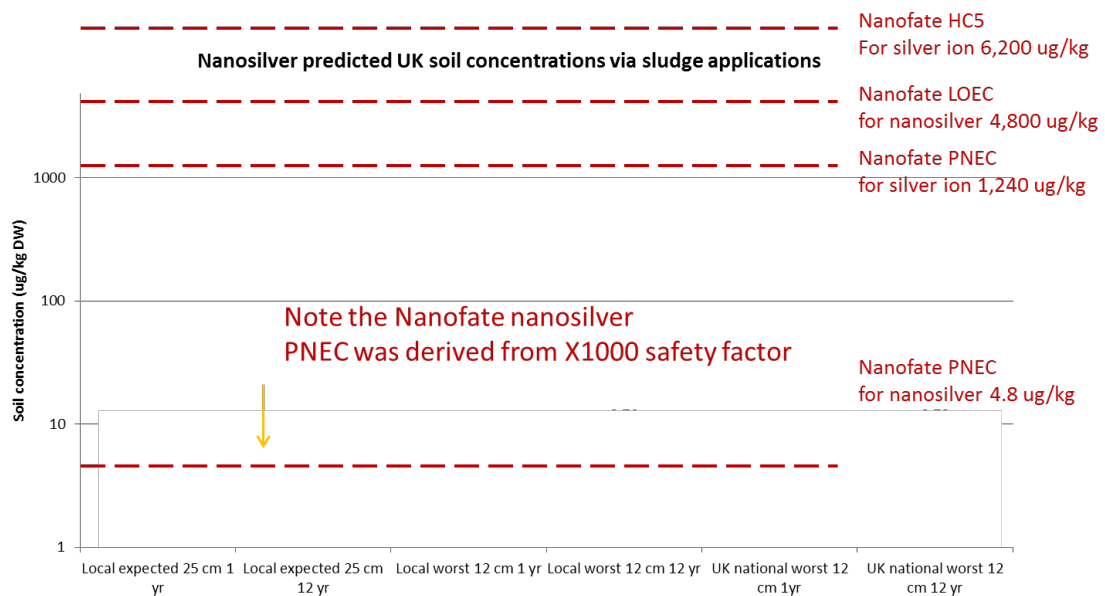 Nanofate HC5
For silver ion 6,200 ug/kg
Nanosilver predicted UK soil concentrations via sludge applications
Nanofate LOEC
for nanosilver 4,800 ug/kg
Nanofate PNEC
for silver ion 1,240 ug/kg
1000
Soil concentration (ug/kg DW)
100
Note the Nanofate nanosilver
PNEC was derived from X1000 safety factor
Nanofate PNEC
for nanosilver 4.8 ug/kg
10
1
Local expected 25 cm 1
yr
Local expected 25 cm
12 yr
Local worst 12 cm 1 yr
Local worst 12 cm 12 yr
UK national worst 12
cm 1yr
UK national worst 12
cm 12 yr